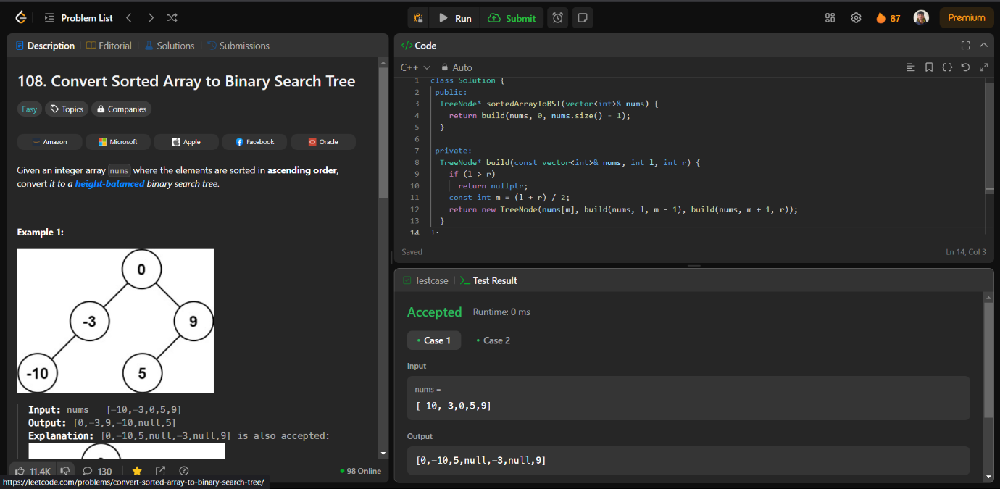 Problem List
Run
Submit
87
Premium
Description
Editorial
Solutions
Submissions
108. Convert Sorted Array to Binary Search Tree
Easy
Topics
Companies
Amazon
Microsoft
Apple
Facebook
Oracle
Given an integer array nums where the elements are sorted in ascending order,
convert it to a height-balanced binary search tree.
Example 1:
0
-3
9
-10
5
Input: nums = [-10,-3,0,5,9]
Output: [0,-3,9,-10,null,5]
Explanation: [0,-10,5,null,-3,null,9] is also accepted:
11.4K
130
98 Online
https://leetcode.com/problems/convert-sorted-array-to-binary-search-tree/
</> Code
C++
Auto
1 class Solution {
2 public:
3 TreeNode* sortedArrayToBST(vector<int>& nums) {
4 return build(nums, 0, nums.size() - 1);
5 }
6
7 private:
8 TreeNode* build(const vector<int>& nums, int l, int r) {
9 if (l > r)
10 return nullptr;
11 const int m = (l + r) / 2;
12 return new TreeNode(nums[m], build(nums, l, m - 1), build(nums, m + 1, r));
13 }
14 };
Saved
Ln 14, Col 3
Testcase
Test Result
Accepted
Runtime: 0 ms
Case 1
Case 2
Input
nums =
[-10,-3,0,5,9]
Output
[0,-10,5,null,-3,null,9]